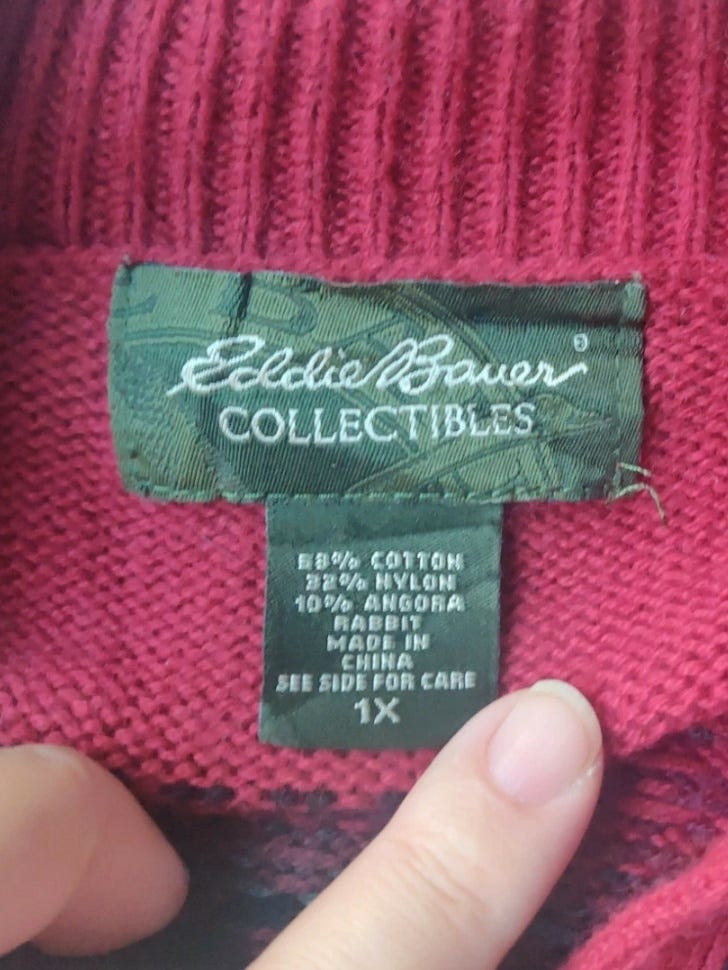 Eddie Bauer®
COLLECTIBLES
58% COTTON
32% NYLON
10% ANGORA
RABBIT
MADE IN
CHINA
SEE SIDE FOR CARE
1X